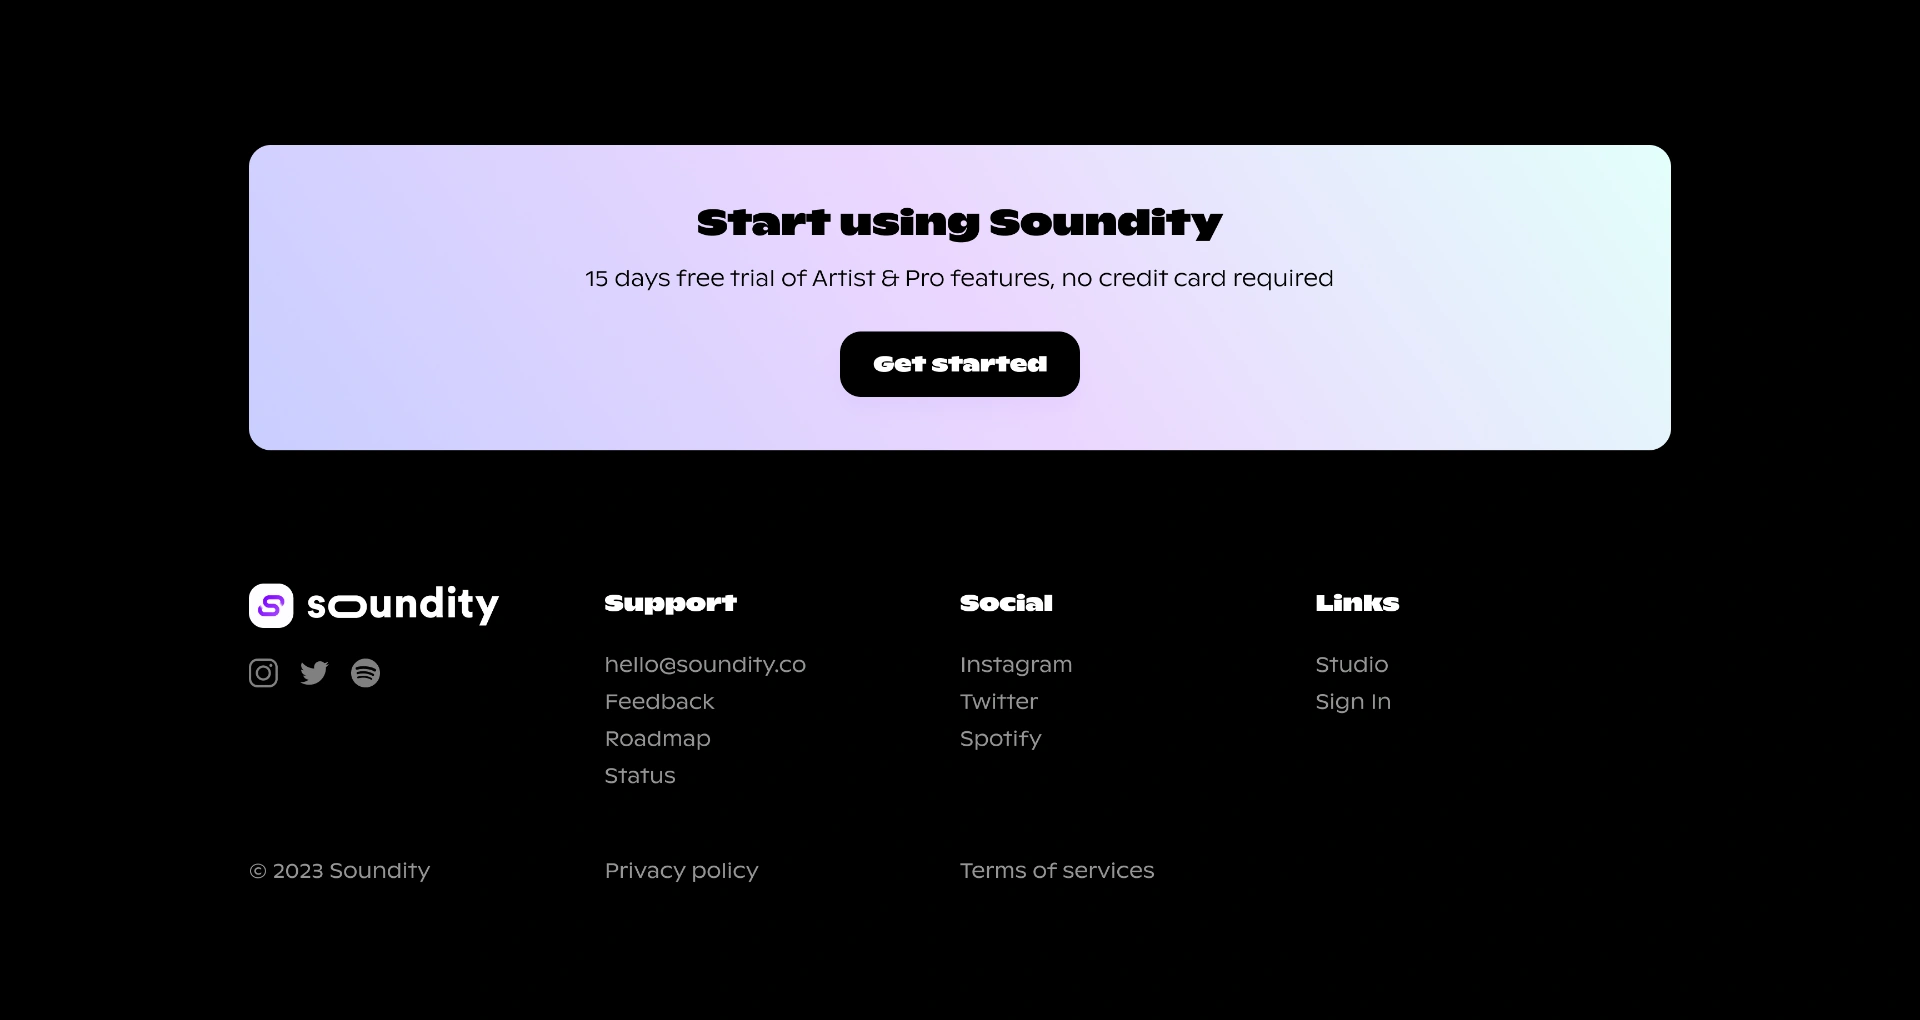 Start using Soundity
15 days free trial of Artist & Pro features, no credit card required
Get started
soundity
Support
hello@soundity.co
Feedback
Roadmap
Status
Social
Instagram
Twitter
Spotify
Links
Studio
Sign In
© 2023 Soundity
Privacy policy
Terms of services